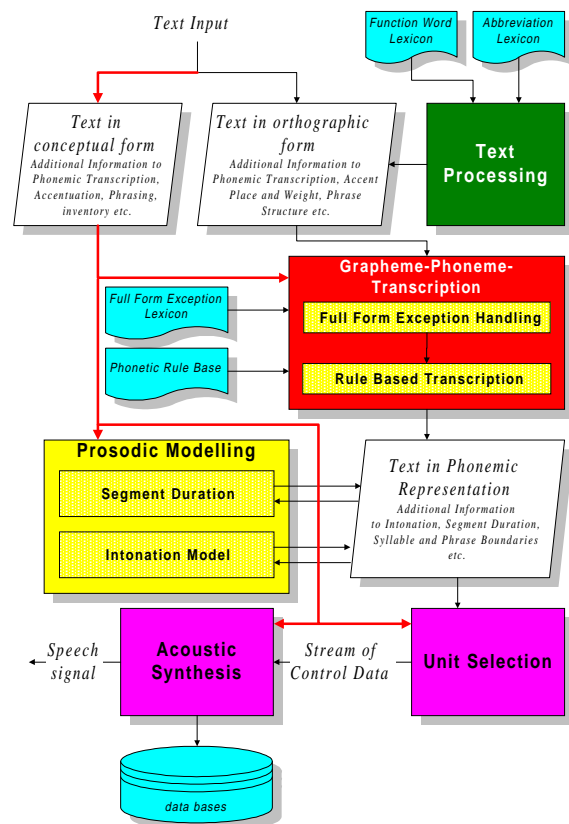 Text Input
Function Word
Lexicon
Abbreviation
Lexicon
Text in
conceptual form
Additional Information to
Phonemic Transcription,
Accentuation, Phrasing,
inventory etc.
Text in orthographic
form
Additional Information to
Phonemic Transcription, Accent
Place and Weight, Phrase
Structure etc.
Text
Processing
Grapheme-Phoneme-
Transcription
Full Form Exception
Lexicon
Full Form Exception Handling
Phonetic Rule Base
Rule Based Transcription
Prosodic Modelling
Segment Duration
Intonation Model
Text in Phonemic
Representation
Additional Information
to Intonation, Segment Duration,
Syllable and Phrase Boundaries
etc.
Speech
signal
Acoustic
Synthesis
Stream of
Control Data
Unit Selection
data bases